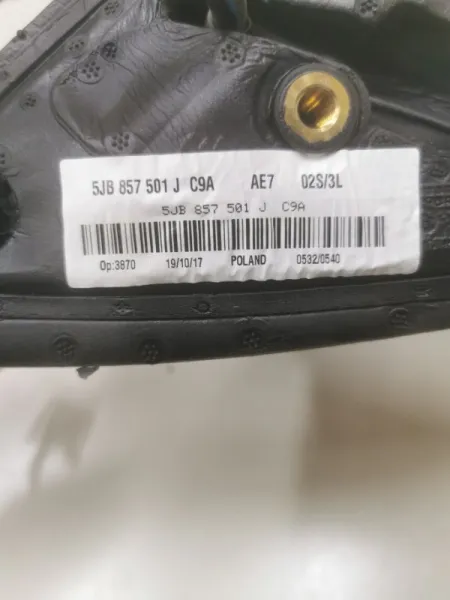 5JB 857 501 J C9A AE7 02S/3L
5JB 857 501 J C9A
Op:3870 19/10/17 POLAND 0532/0540